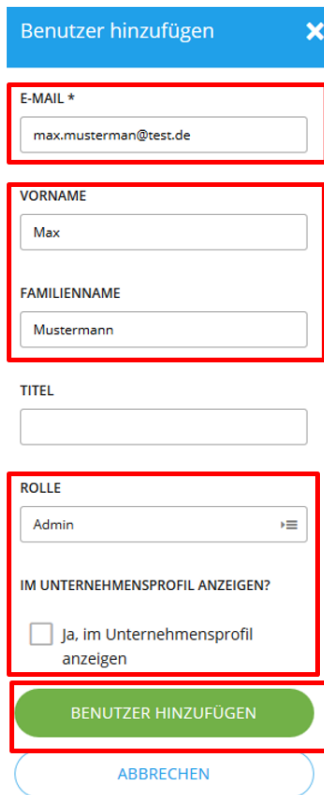 Benutzer hinzufügen
E-MAIL *
max.musterman@test.de
VORNAME
Max
FAMILIENNAME
Mustermann
TITEL
ROLLE
Admin
IM UNTERNEHMENSPROFIL ANZEIGEN?
Ja, im Unternehmensprofil
anzeigen
BENUTZER HINZUFÜGEN
ABBRECHEN